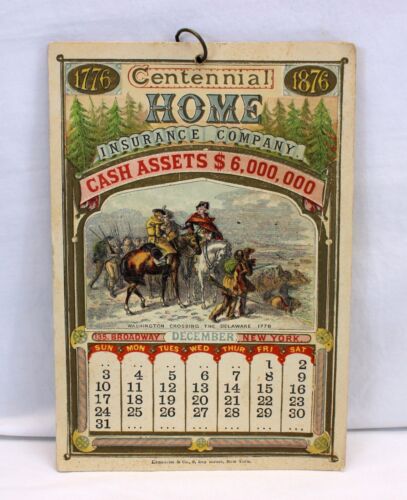 1776 Centennial 1876
HOME
INSURANCE COMPANY.
CASH ASSETS $6,000,000
WASHINGTON CROSSING THE DELAWARE 1776
135, BROADWAY DECEMBER, NEW YORK.
SUN MON TUES WED THUR FRI SAT
1 2
3 4 5 6 7 8 9
10 11 12 13 14 15 16
17 18 19 20 21 22 23
24 25 26 27 28 29 30
31
& Co., NEW YORK.